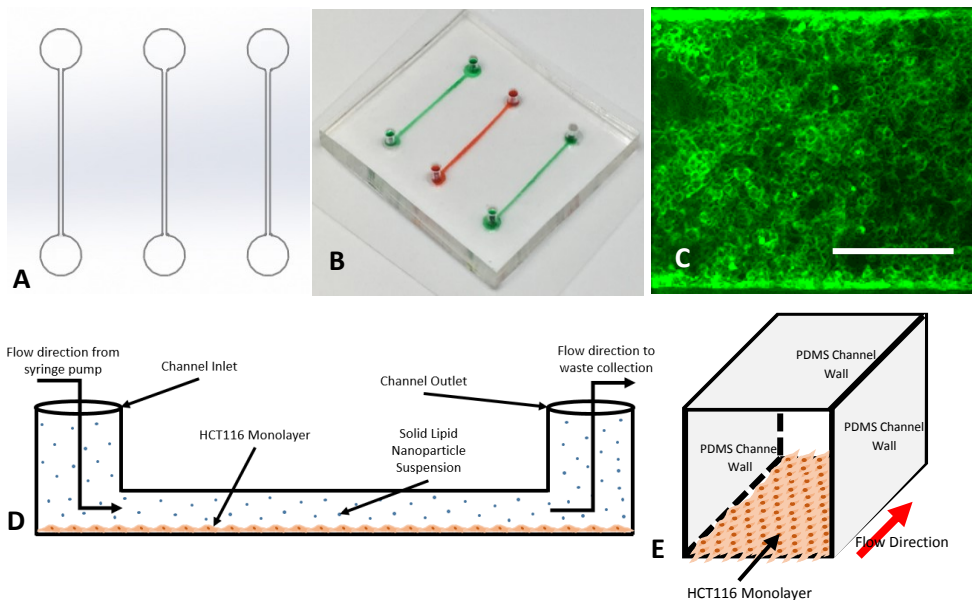 A
B
C
Flow direction from
syringe pump
Channel Inlet
Channel Outlet
Flow direction to
waste collection
HCT116 Monolayer
Solid Lipid
Nanoparticle
Suspension
D
PDMS Channel
Wall
PDMS Channel
Wall
PDMS Channel
Wall
E
Flow Direction
HCT116 Monolayer